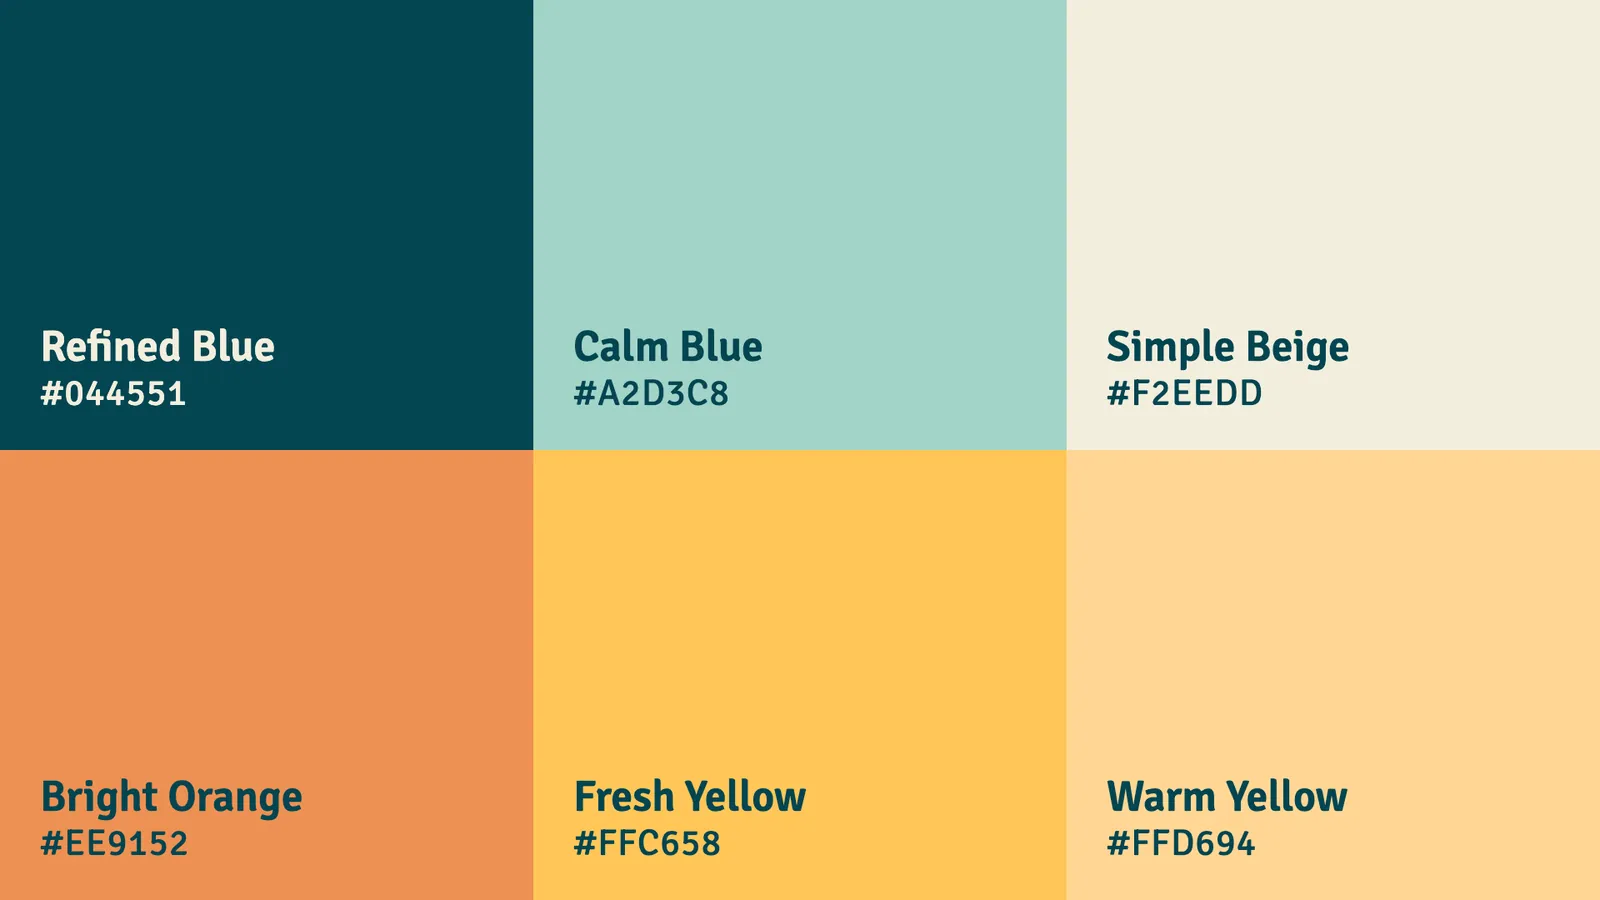 Refined Blue
#044551
Calm Blue
#A2D3C8
Simple Beige
#F2EEDD
Bright Orange
#EE9152
Fresh Yellow
#FFC658
Warm Yellow
#FFD694